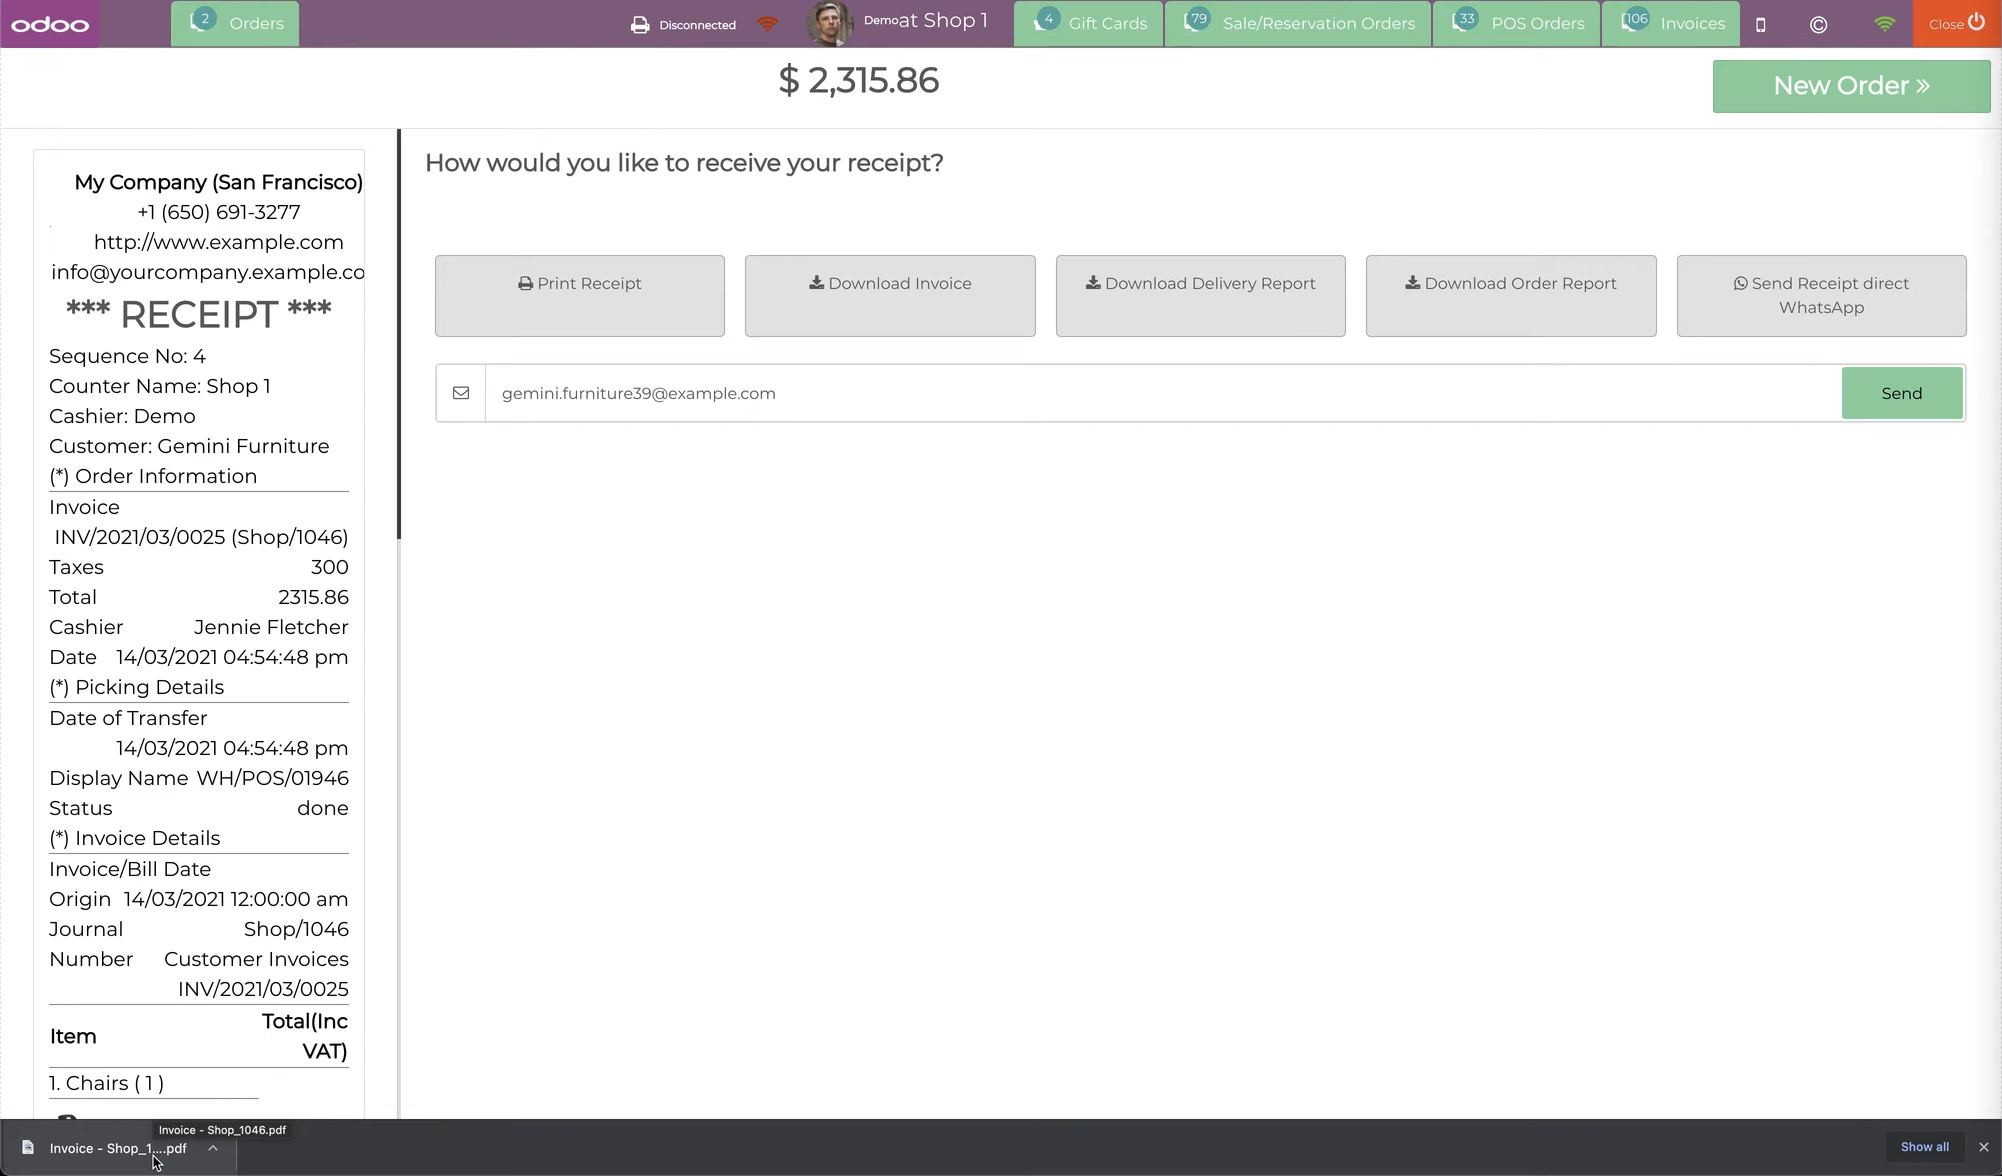 odoo
2 Orders
Disconnected
Demo at Shop 1
4 Gift Cards
79 Sale/Reservation Orders
33 POS Orders
106 Invoices
Close
$ 2,315.86
New Order »
My Company (San Francisco)
+1 (650) 691-3277
http://www.example.com
info@yourcompany.example.co
*** RECEIPT ***
Sequence No: 4
Counter Name: Shop 1
Cashier: Demo
Customer: Gemini Furniture
(*) Order Information
Invoice
INV/2021/03/0025 (Shop/1046)
Taxes 300
Total 2315.86
Cashier Jennie Fletcher
Date 14/03/2021 04:54:48 pm
(*) Picking Details
Date of Transfer
14/03/2021 04:54:48 pm
Display Name WH/POS/01946
Status done
(*) Invoice Details
Invoice/Bill Date
Origin 14/03/2021 12:00:00 am
Journal Shop/1046
Number Customer Invoices
INV/2021/03/0025
Item Total(Inc
VAT)
1. Chairs ( 1 )
How would you like to receive your receipt?
Print Receipt
Download Invoice
Download Delivery Report
Download Order Report
Send Receipt direct
WhatsApp
gemini.furniture39@example.com
Send
Invoice - Shop_1046.pdf
Invoice - Shop_1....pdf
Show all